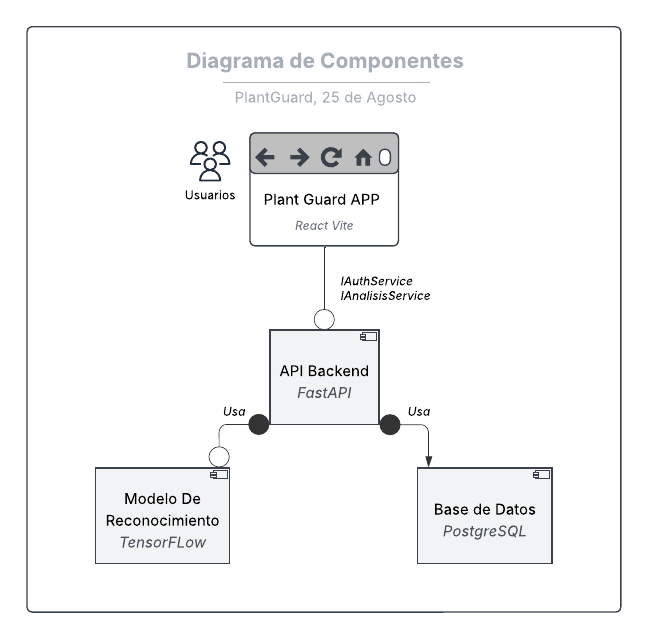 Diagrama de Componentes
PlantGuard, 25 de Agosto
Usuarios
Plant Guard APP
React Vite
IAuthService
IAnalisisService
API Backend
FastAPI
Usa
Usa
Modelo De
Reconocimiento
TensorFLow
Base de Datos
PostgreSQL